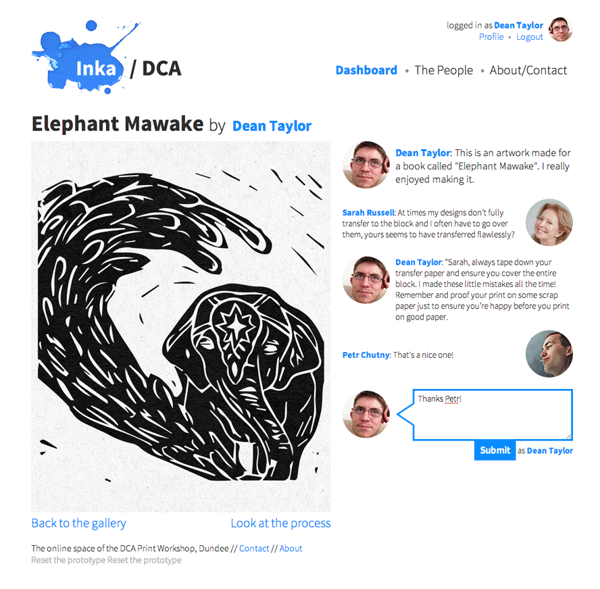 logged in as Dean Taylor
Profile • Logout
Inka / DCA
Dashboard • The People • About/Contact
Elephant Mawake by Dean Taylor
Dean Taylor: This is an artwork made for
a book called "Elephant Mawake". I really
enjoyed making it.
Sarah Russell: At times my designs don't fully
transfer to the block and I often have to go over
them, yours seems to have transferred flawlessly?
Dean Taylor: "Sarah, always tape down your
transfer paper and ensure you cover the entire
block. I made these little mistakes all the time!
Remember and proof your print on some scrap
paper just to ensure you're happy before you print
on good paper.
Petr Chutny: That's a nice one!
Thanks Petr!
Submit as Dean Taylor
Back to the gallery
Look at the process
The online space of the DCA Print Workshop, Dundee // Contact // About
Reset the prototype Reset the prototype